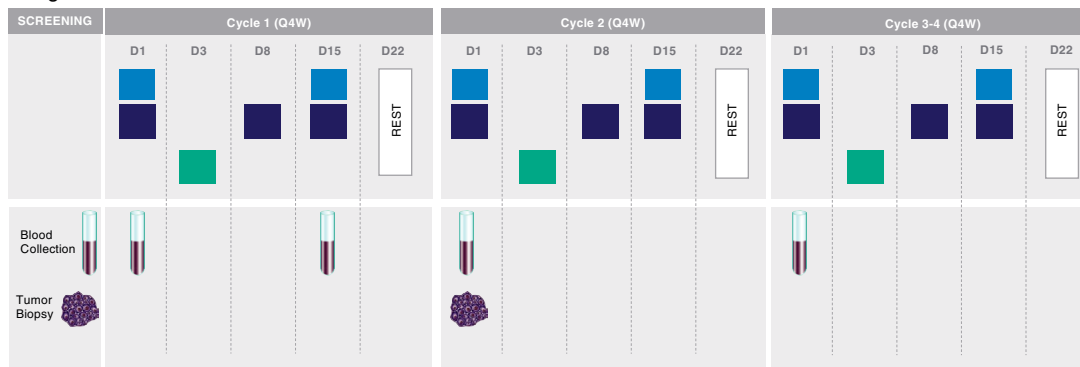 SCREENING
Cycle 1 (Q4W)
Cycle 2 (Q4W)
Cycle 3-4 (Q4W)
D1 D3 D8 D15 D22
D1 D3 D8 D15 D22
D1 D3 D8 D15 D22
REST
REST
REST
Blood
Collection
Tumor
Biopsy